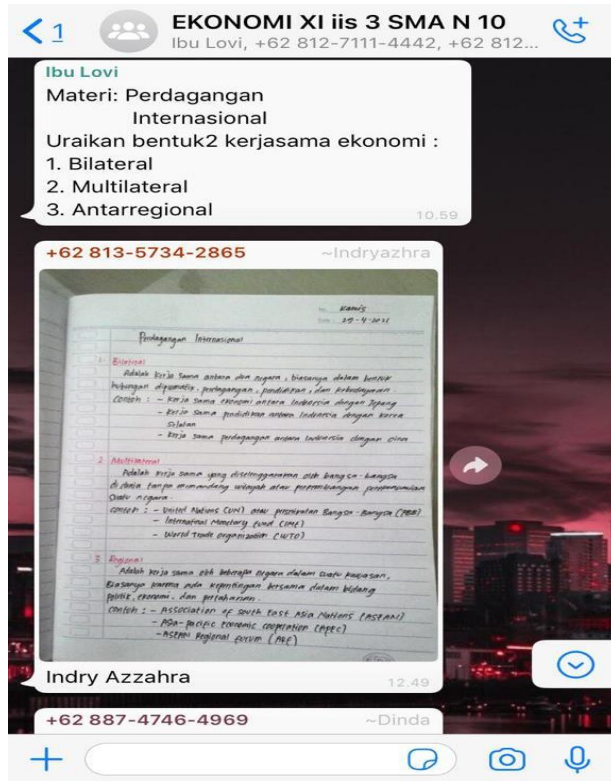 1
EKONOMI XI iis 3 SMA N 10
Ibu Lovi, +62 812-7111-4442, +62 812...
Ibu Lovi
Materi: Perdagangan
Internasional
Uraikan bentuk2 kerjasama ekonomi :
1. Bilateral
2. Multilateral
3. Antarregional
10.59
+62 813-5734-2865
~Indryazhra
Kamis
29-4-2021
Perdagangan Internasional
1. Bilateral
Adalah kerja sama antara dua negara, biasanya dalam bentuk
hubungan diplomatik, perdagangan, pendidikan, dan kebudayaan.
Contoh : - Kerja sama ekonomi antara Indonesia dengan Jepang
- Kerja sama pendidikan antara Indonesia dengan Korea
Selatan
- Kerja sama perdagangan antara Indonesia dengan Cina
2. Multilateral
Adalah kerja sama yang diselenggarakan oleh bangsa-bangsa
di dunia tanpa memandang wilayah atau
suatu negara.
Contoh : - United Nations (UN) atau Bangsa-Bangsa (PBB)
- International Monetary Fund (IMF)
- World Trade Organization (WTO)
3. Regional
Adalah kerja sama oleh beberapa negara dalam suatu kawasan,
Biasanya karena ada kepentingan bersama dalam bidang
politik, ekonomi, dan pertahanan.
Contoh : - Association of South East Asia Nations (ASEAN)
- Asia-Pacific Economic Cooperation (APEC)
- ASEAN Regional Forum (ARF)
Indry Azzahra
12.49
+62 887-4746-4969
~Dinda